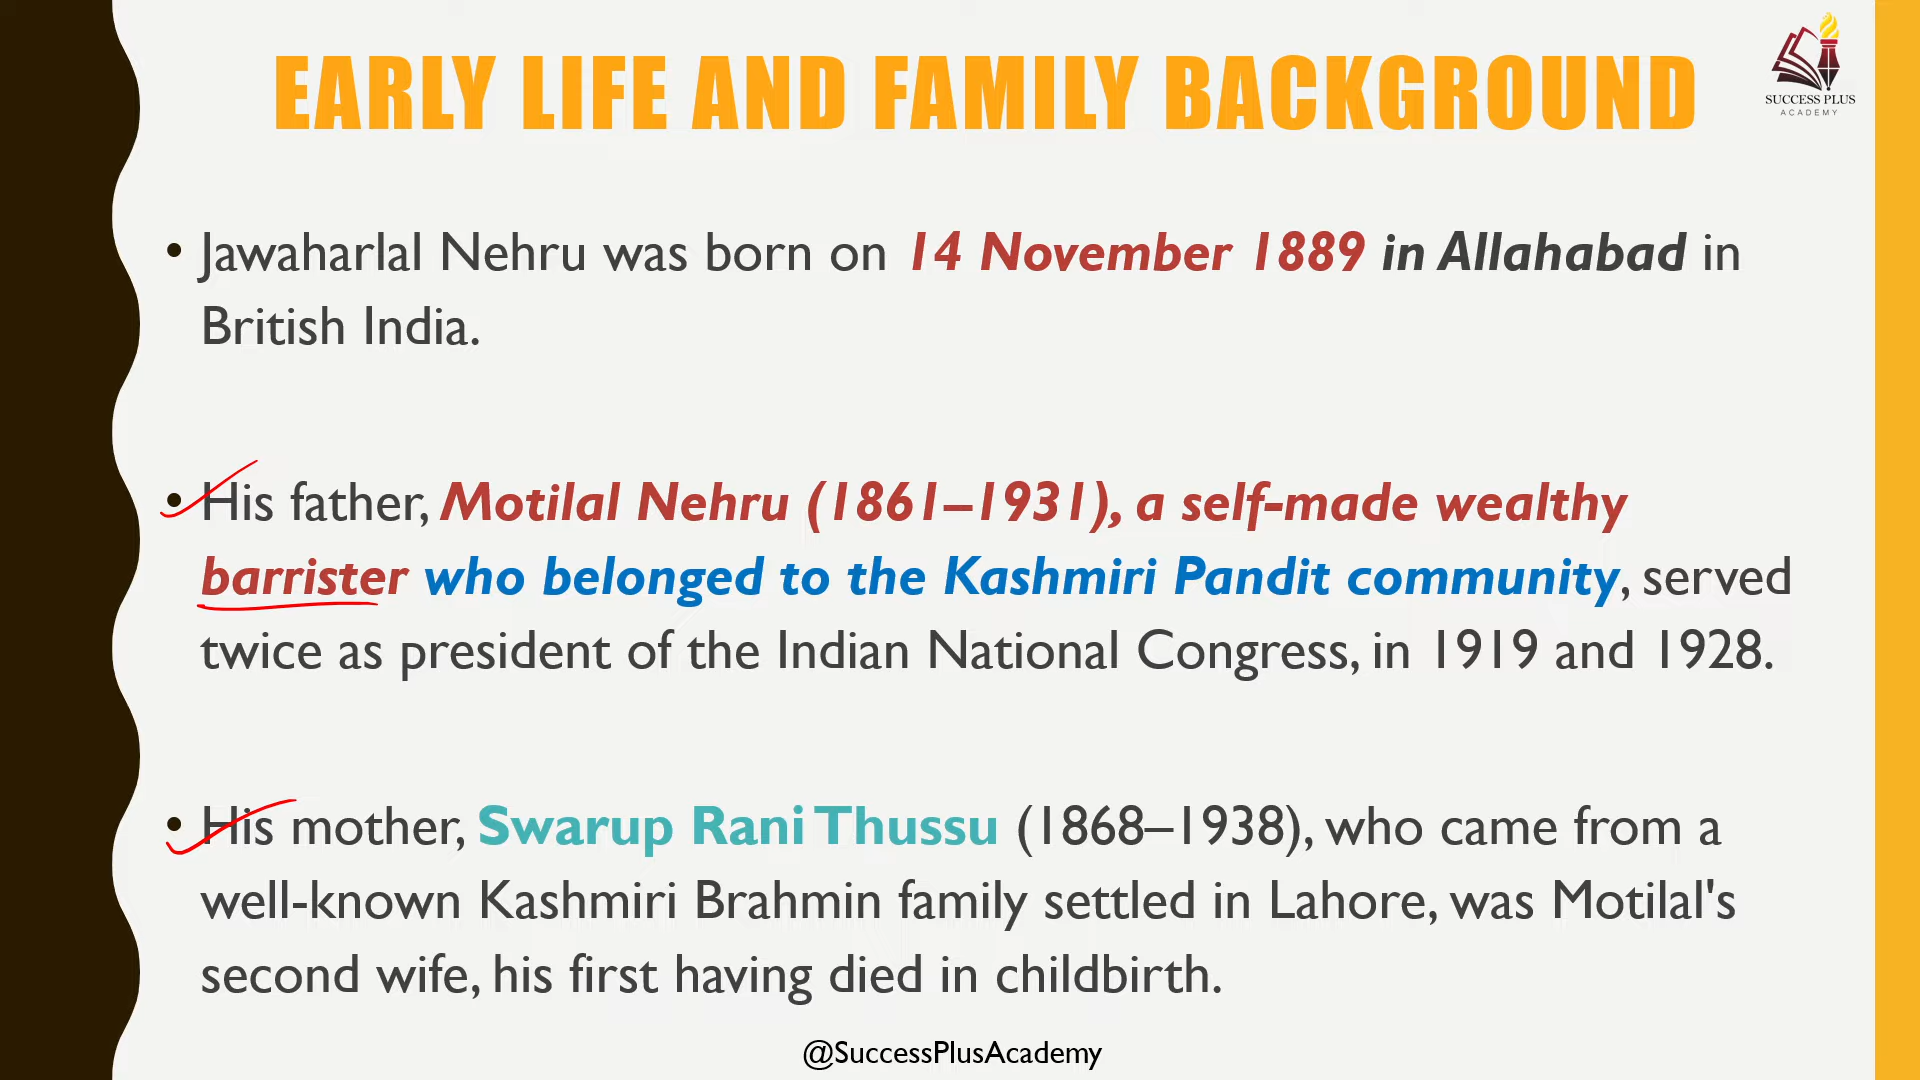 EARLY LIFE AND FAMILY BACKGROUND
SUCCESS PLUS
ACADEMY
• Jawaharlal Nehru was born on 14 November 1889 in Allahabad in
British India.
• His father, Motilal Nehru (1861–1931), a self-made wealthy
barrister who belonged to the Kashmiri Pandit community, served
twice as president of the Indian National Congress, in 1919 and 1928.
• His mother, Swarup Rani Thussu (1868–1938), who came from a
well-known Kashmiri Brahmin family settled in Lahore, was Motilal's
second wife, his first having died in childbirth.
@SuccessPlusAcademy